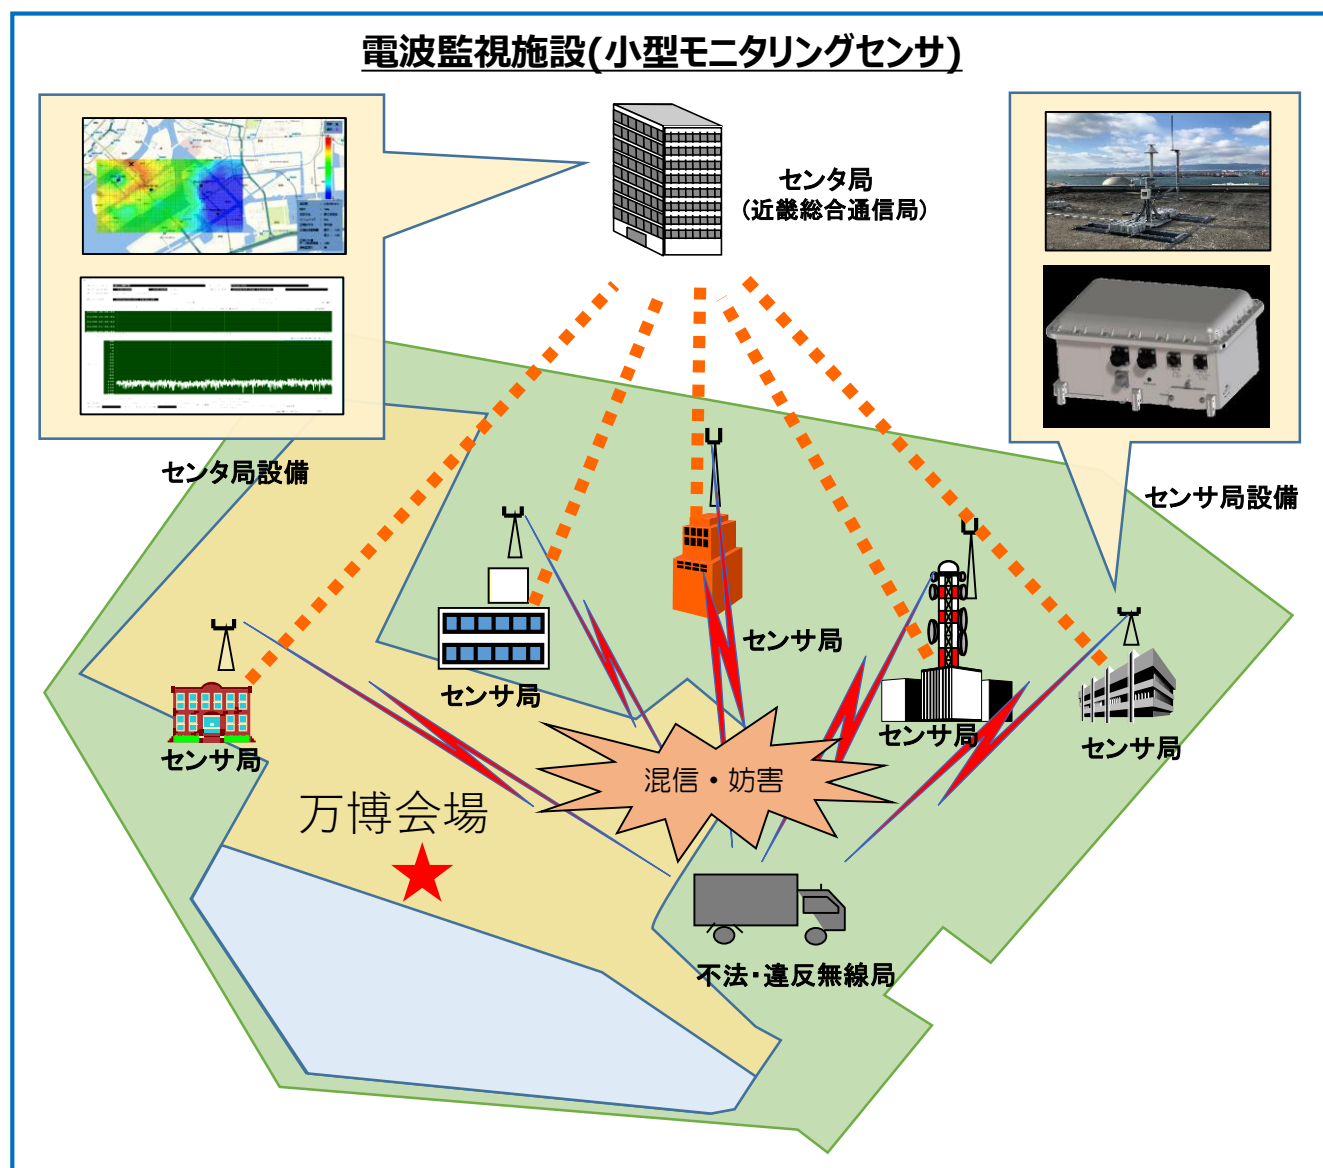 電波監視施設(小型モニタリングセンサ)
センタ局
(近畿総合通信局)
センタ局設備
センサ局設備
センサ局
センサ局
センサ局
センサ局
センサ局
混信・妨害
万博会場
不法・違反無線局